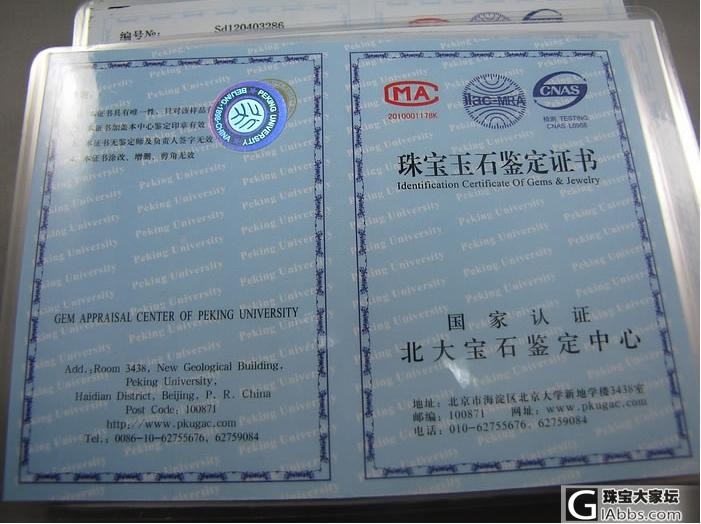 编号№: Sd120403286
本证书具有唯一性, 只对该样品
本证书加盖本中心鉴定印章有效
本证书无鉴定师及负责人签字无效
本证书涂改、增删、剪角无效
PEKING UNIVERSITY
GEM APPRAISAL CENTER OF PEKING UNIVERSITY
Add.:Room 3438, New Geological Building,
Peking University,
Haidian District, Beijing, P. R. China
Post Code: 100871
http://www.pkugac.com
Tel.: 0086-10-62755676, 62759084
MA
2010001178K
ilac-MRA
CNAS
检测 TESTING
CNAS L0958
珠宝玉石鉴定证书
Identification Certificate Of Gems & Jewelry
国家认证
北大宝石鉴定中心
地址: 北京市海淀区北京大学新地学楼3438室
邮编: 100871 网址: www.pkugac.com
电话: 010-62755676, 62759084
Peking University
珠宝大家坛
GIAbbs.com